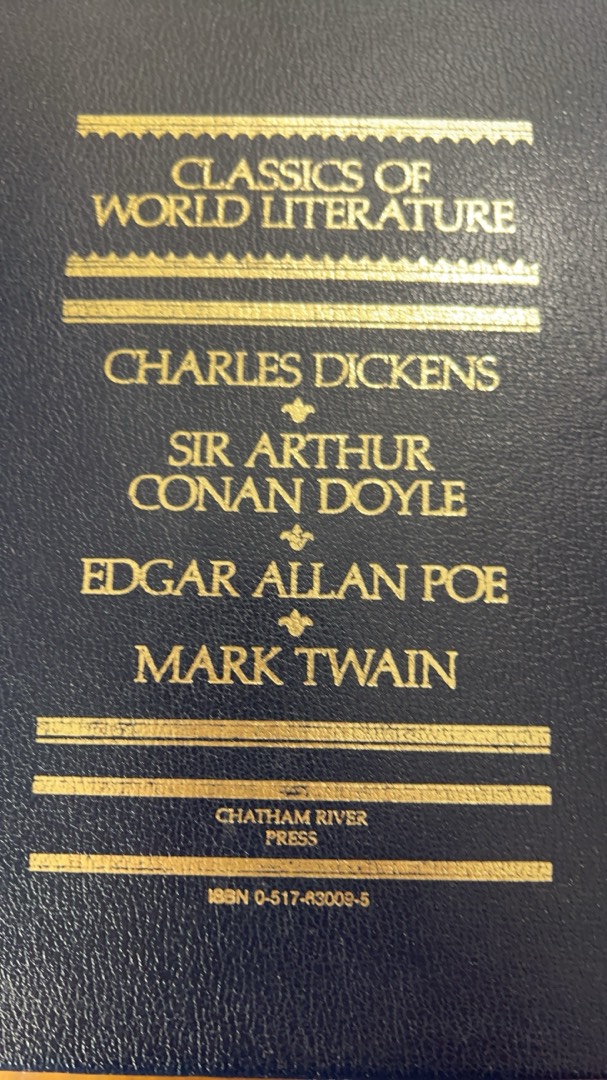 CLASSICS OF
WORLD LITERATURE
CHARLES DICKENS
SIR ARTHUR
CONAN DOYLE
EDGAR ALLAN POE
MARK TWAIN
CHATHAM RIVER
PRESS
ISBN 0-517-63009-5